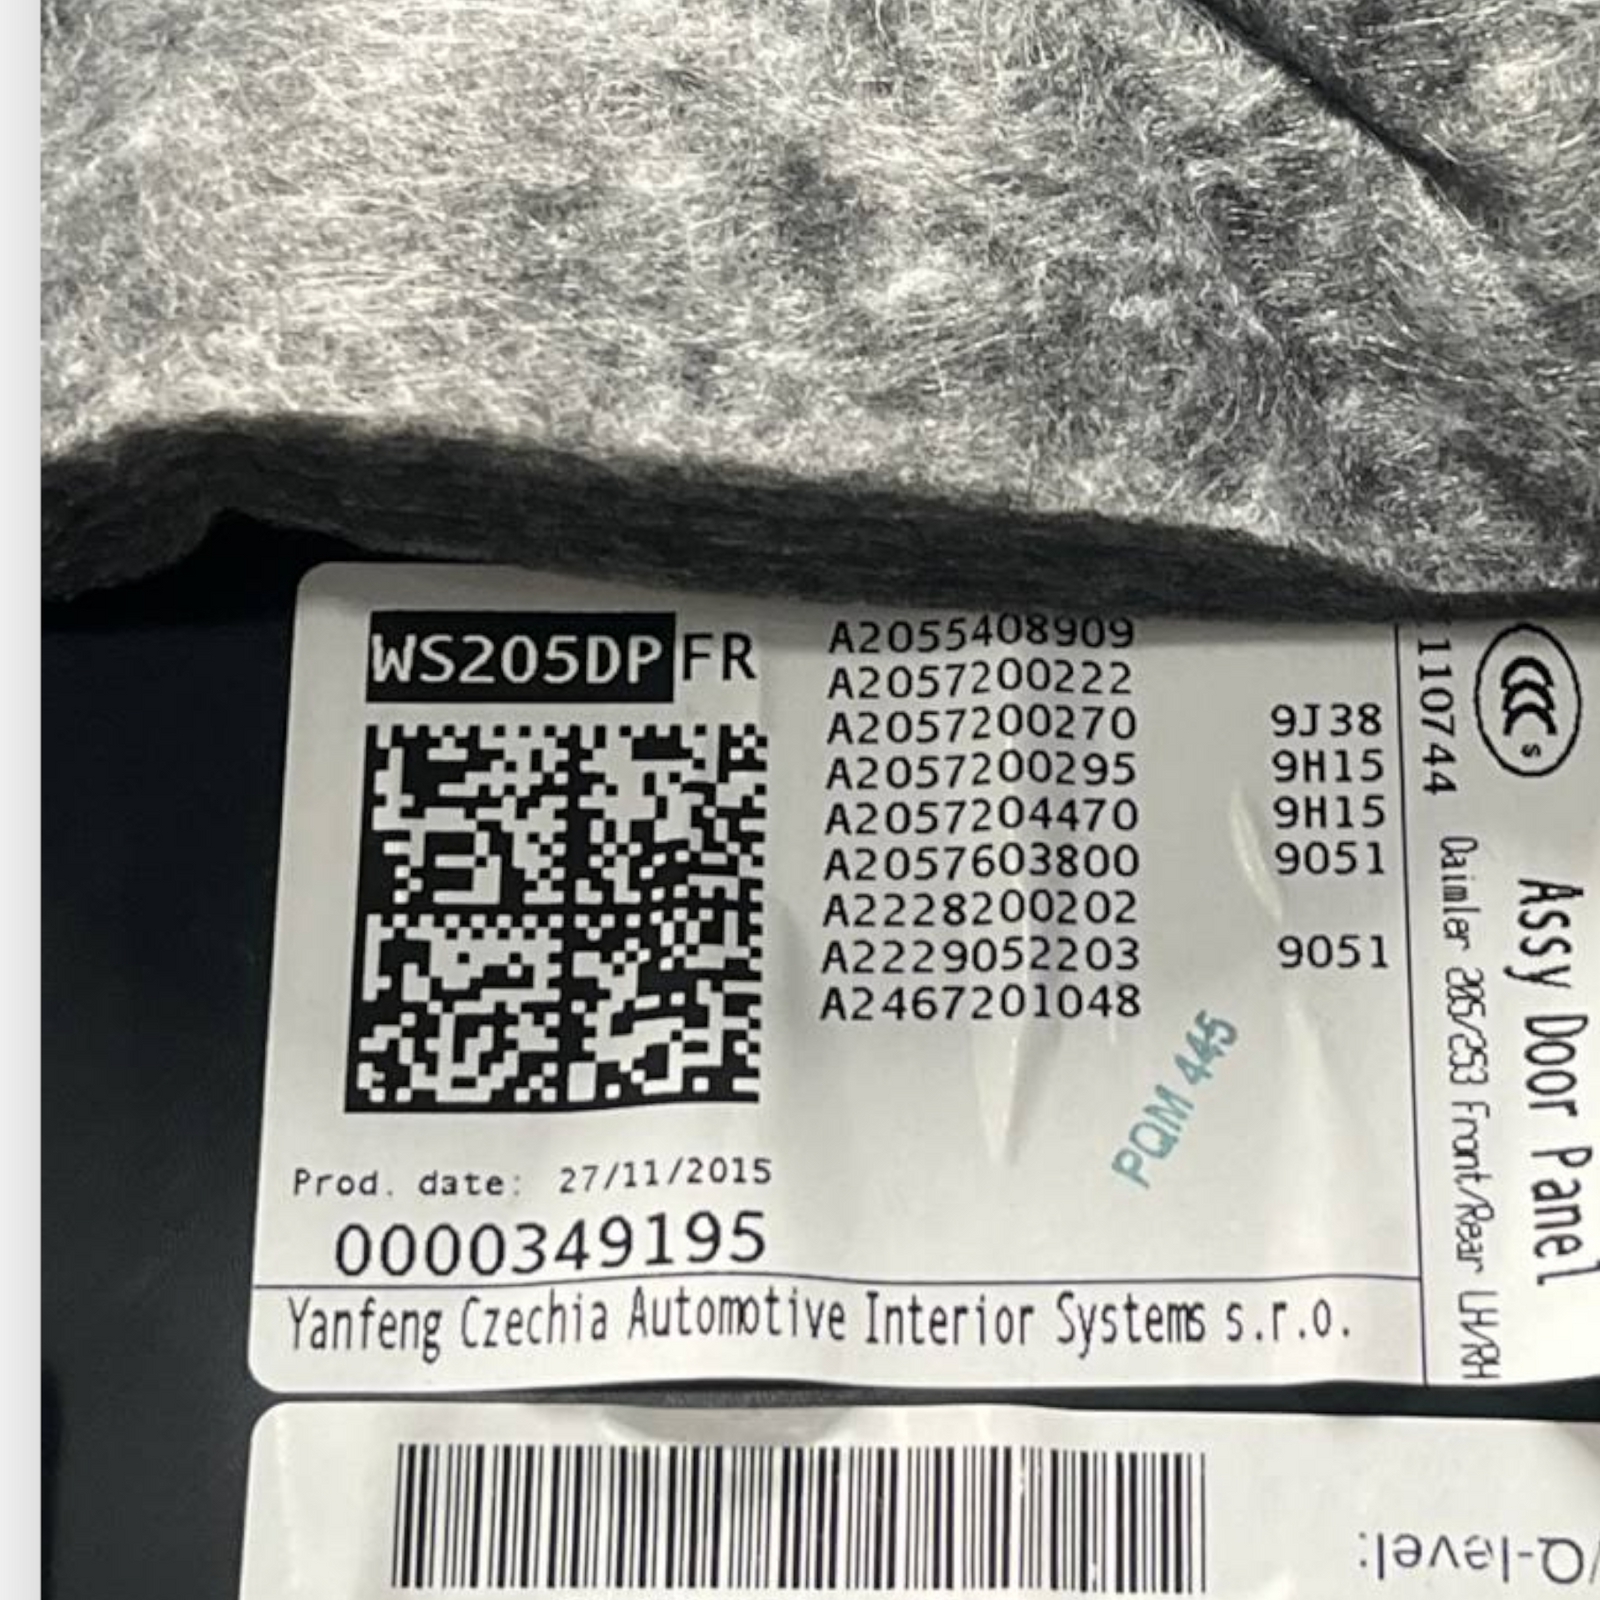 WS205DP FR
A2055408909
A2057200222
A2057200270 9J38
A2057200295 9H15
A2057204470 9H15
A2057603800 9051
A2228200202
A2229052203 9051
A2467201048
PQM 445
Prod. date: 27/11/2015
0000349195
Yanfeng Czechia Automotive Interior Systems s.r.o.
CCC S
110744
Daimler 205/253 Front/Rear LH/RH
Assy Door Panel
/Q-level: